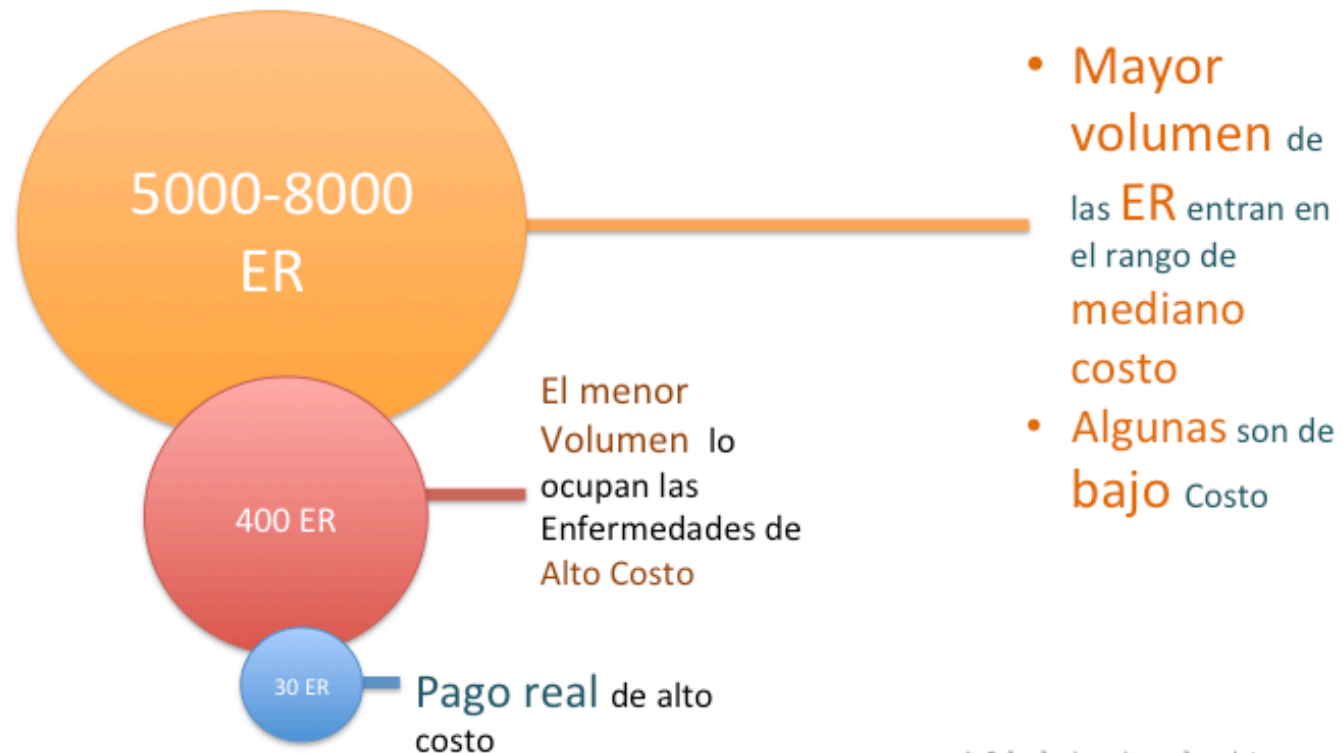 5000-8000
ER
• Mayor
volumen de
las ER entran en
el rango de
mediano
costo
• Algunas son de
bajo Costo
400 ER
El menor
Volumen lo
ocupan las
Enfermedades de
Alto Costo
30 ER
Pago real de alto
costo